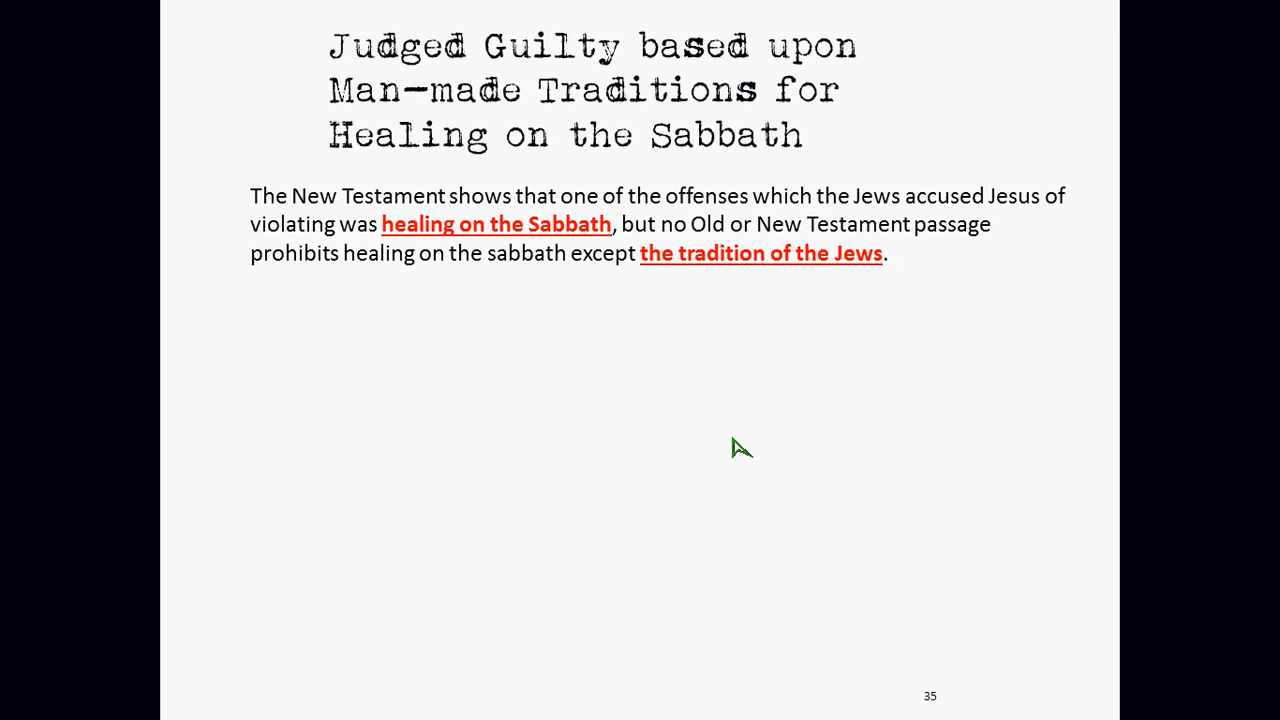 Judged Guilty based upon
Man-made Traditions for
Healing on the Sabbath
The New Testament shows that one of the offenses which the Jews accused Jesus of
violating was healing on the Sabbath, but no Old or New Testament passage
prohibits healing on the sabbath except the tradition of the Jews.
35